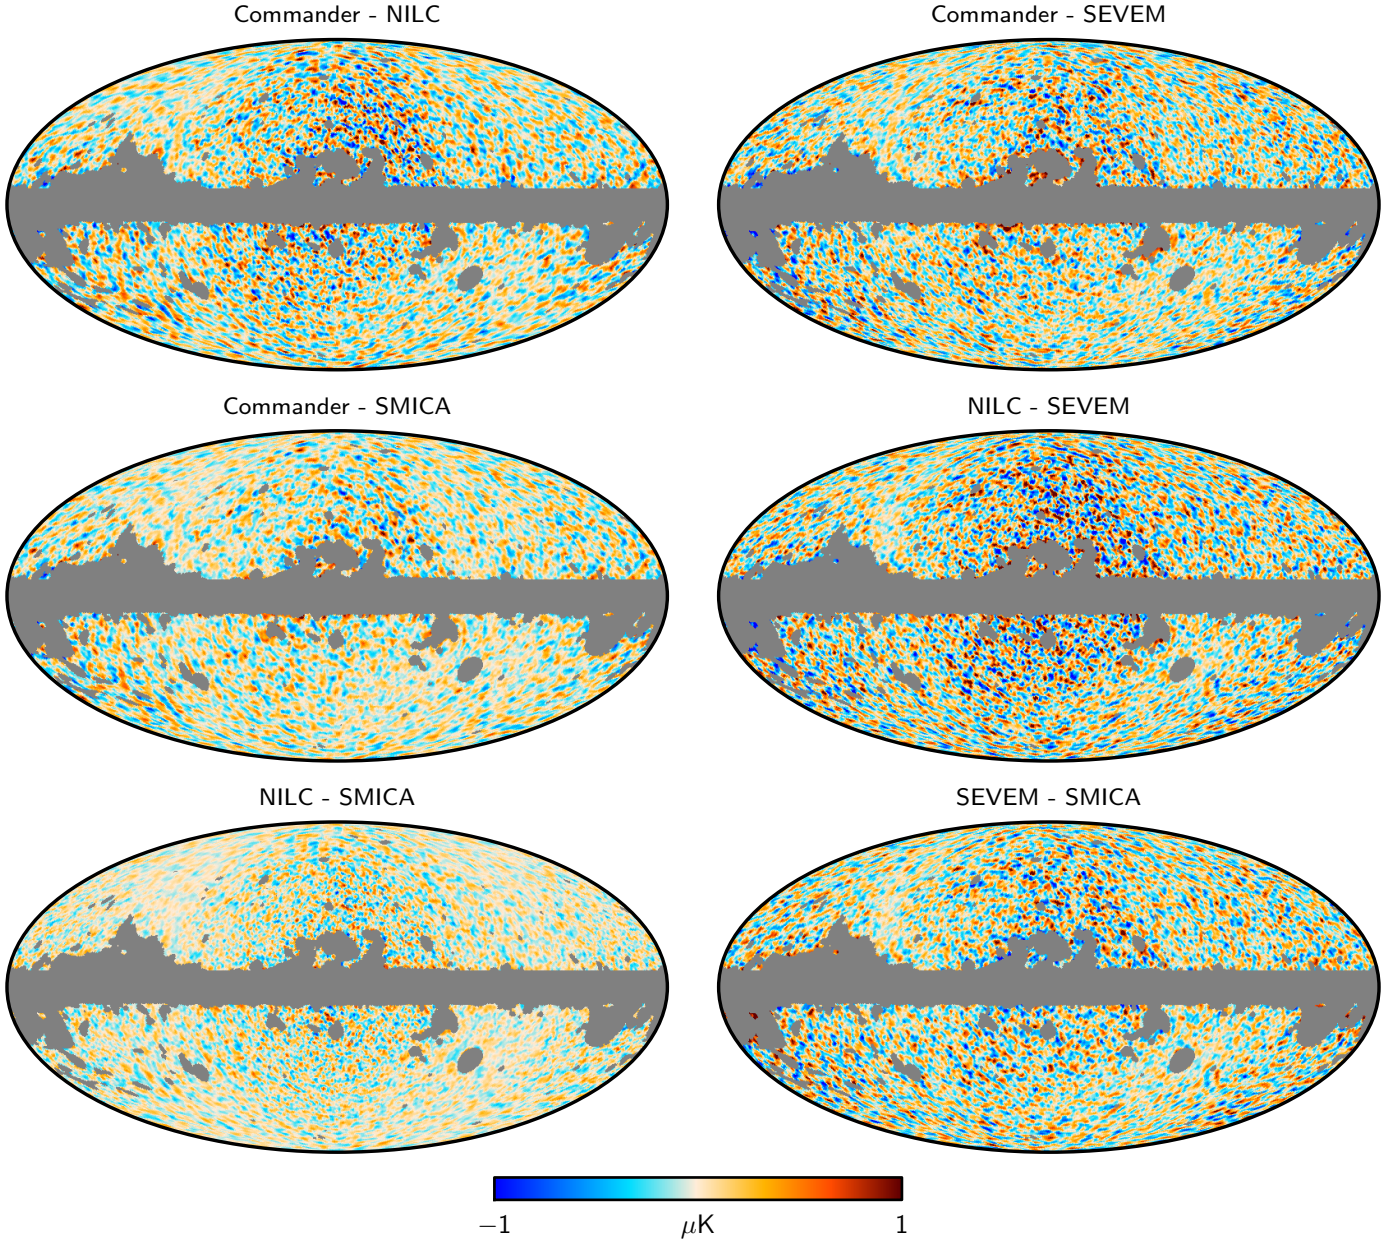 Commander - NILC
Commander - SEVEM
Commander - SMICA
NILC - SEVEM
NILC - SMICA
SEVEM - SMICA
−1 μK 1